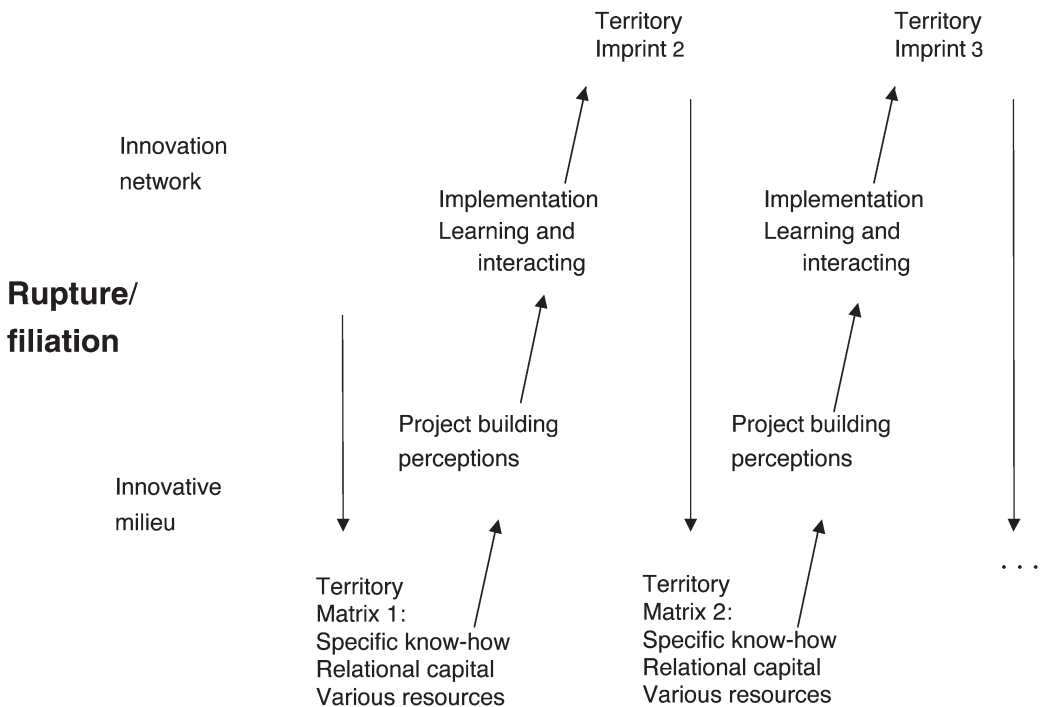 Territory
Imprint 2
Territory
Imprint 3
Innovation
network
Implementation
Learning and
interacting
Implementation
Learning and
interacting
Rupture/
filiation
Project building
perceptions
Project building
perceptions
Innovative
milieu
Territory
Matrix 1:
Specific know-how
Relational capital
Various resources
Territory
Matrix 2:
Specific know-how
Relational capital
Various resources
. . .